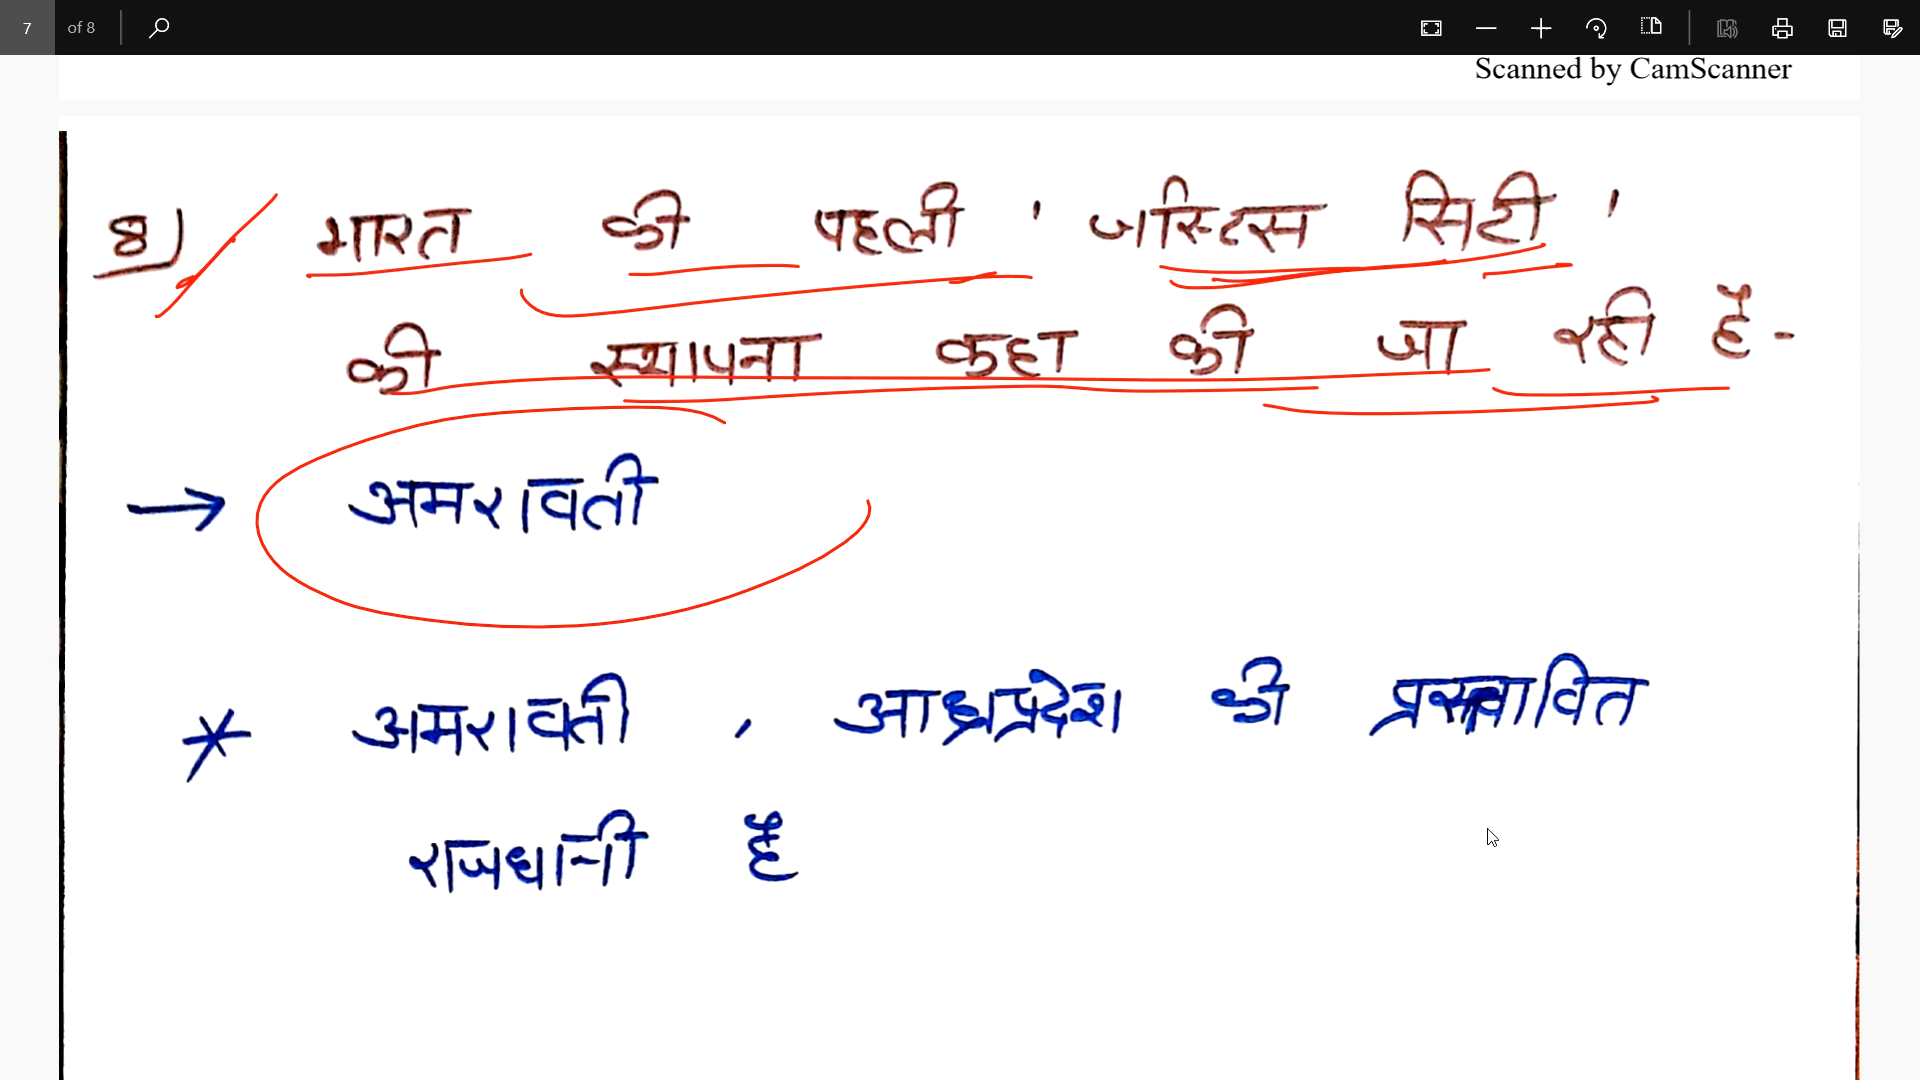 7 of 8
Scanned by CamScanner
8) भारत की पहली ' जस्टिस सिटी '
की स्थापना कहा की जा रही है -
→ अमरावती
* अमरावती , आन्ध्रप्रदेश की प्रस्तावित
राजधानी है